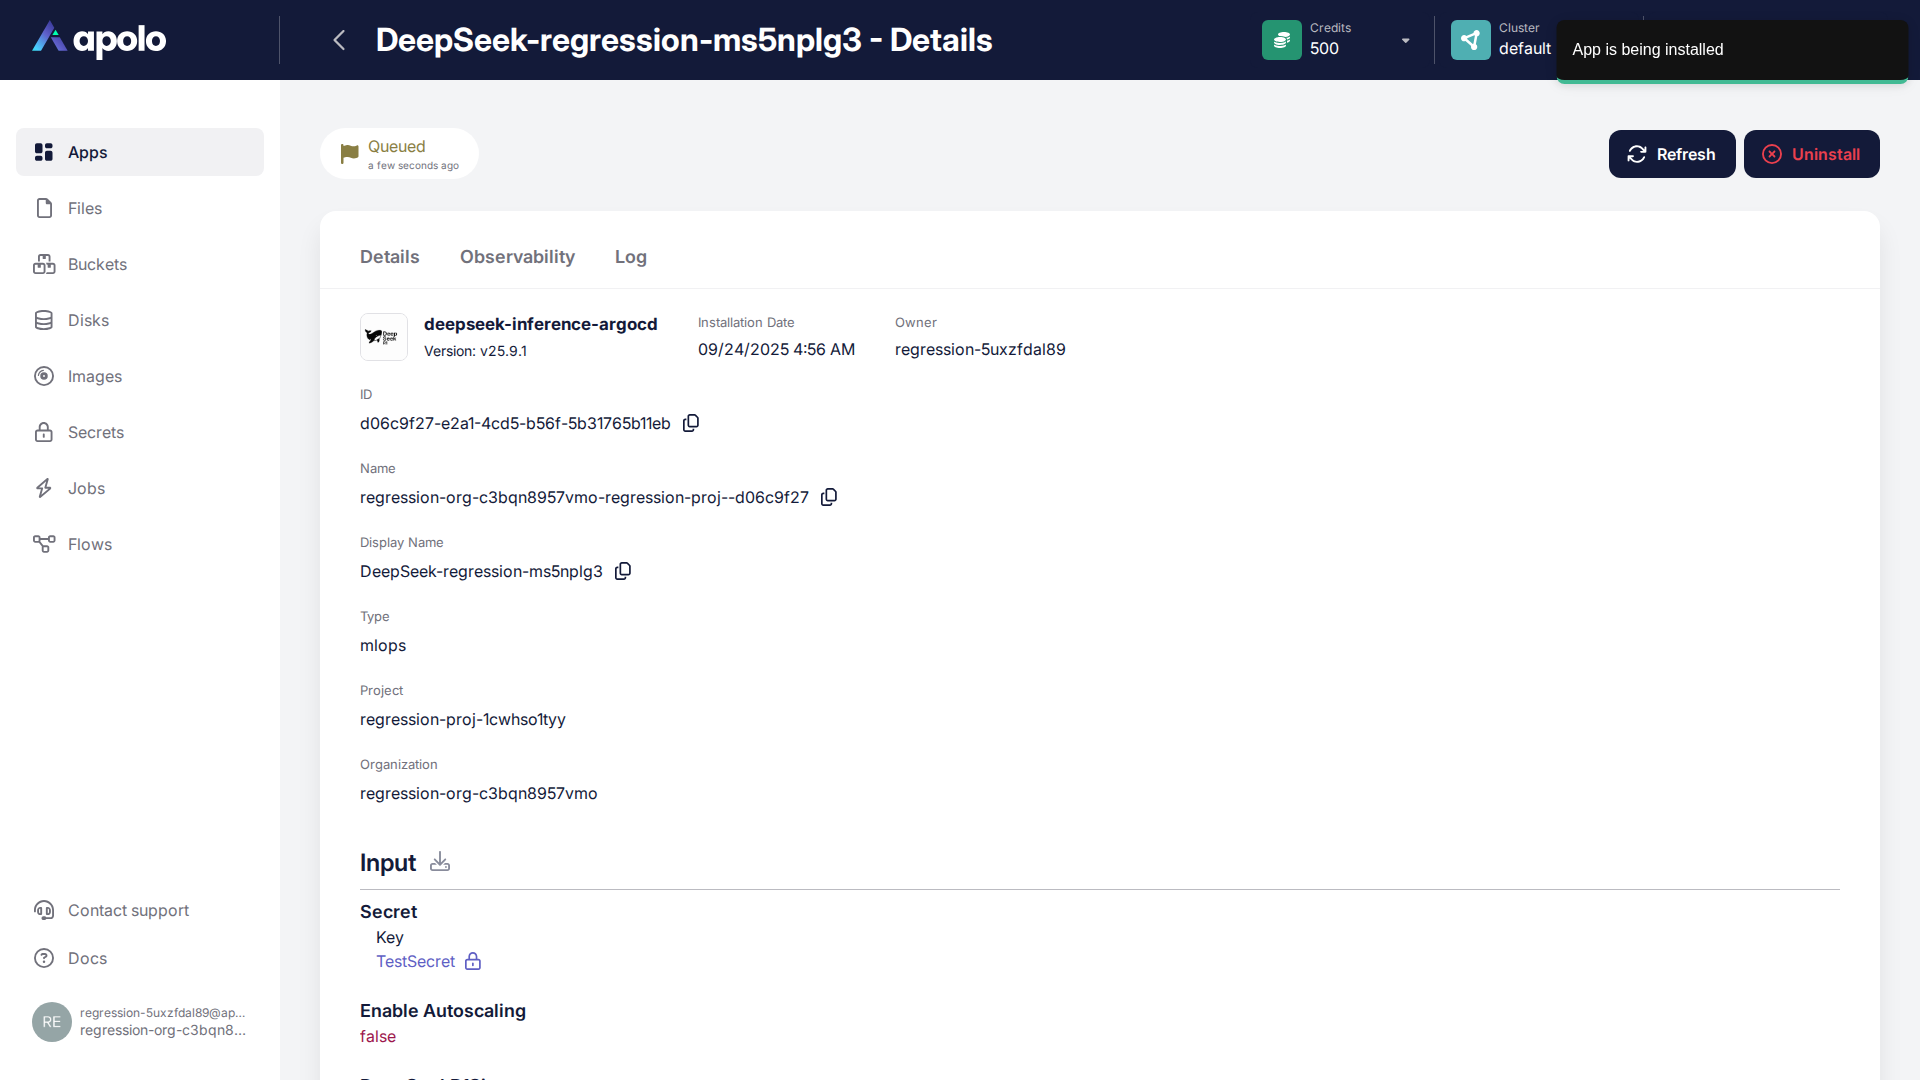 apolo
DeepSeek-regression-ms5nplg3 - Details
Credits
500
Cluster
default
App is being installed
Apps
Files
Buckets
Disks
Images
Secrets
Jobs
Flows
Contact support
Docs
RE
regression-5uxzfdal89@ap...
regression-org-c3bqn8...
Queued
a few seconds ago
Refresh
Uninstall
Details
Observability
Log
deepseek-inference-argocd
Version: v25.9.1
Installation Date
09/24/2025 4:56 AM
Owner
regression-5uxzfdal89
ID
d06c9f27-e2a1-4cd5-b56f-5b31765b11eb
Name
regression-org-c3bqn8957vmo-regression-proj--d06c9f27
Display Name
DeepSeek-regression-ms5nplg3
Type
mlops
Project
regression-proj-1cwhso1tyy
Organization
regression-org-c3bqn8957vmo
Input
Secret
Key
TestSecret
Enable Autoscaling
false